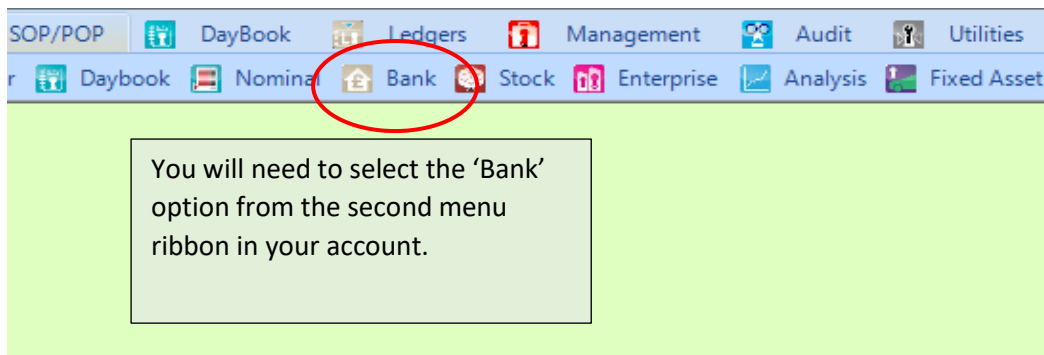 SOP/POP DayBook Ledgers Management Audit Utilities
r Daybook Nominal Bank Stock Enterprise Analysis Fixed Asset
You will need to select the ‘Bank’
option from the second menu
ribbon in your account.